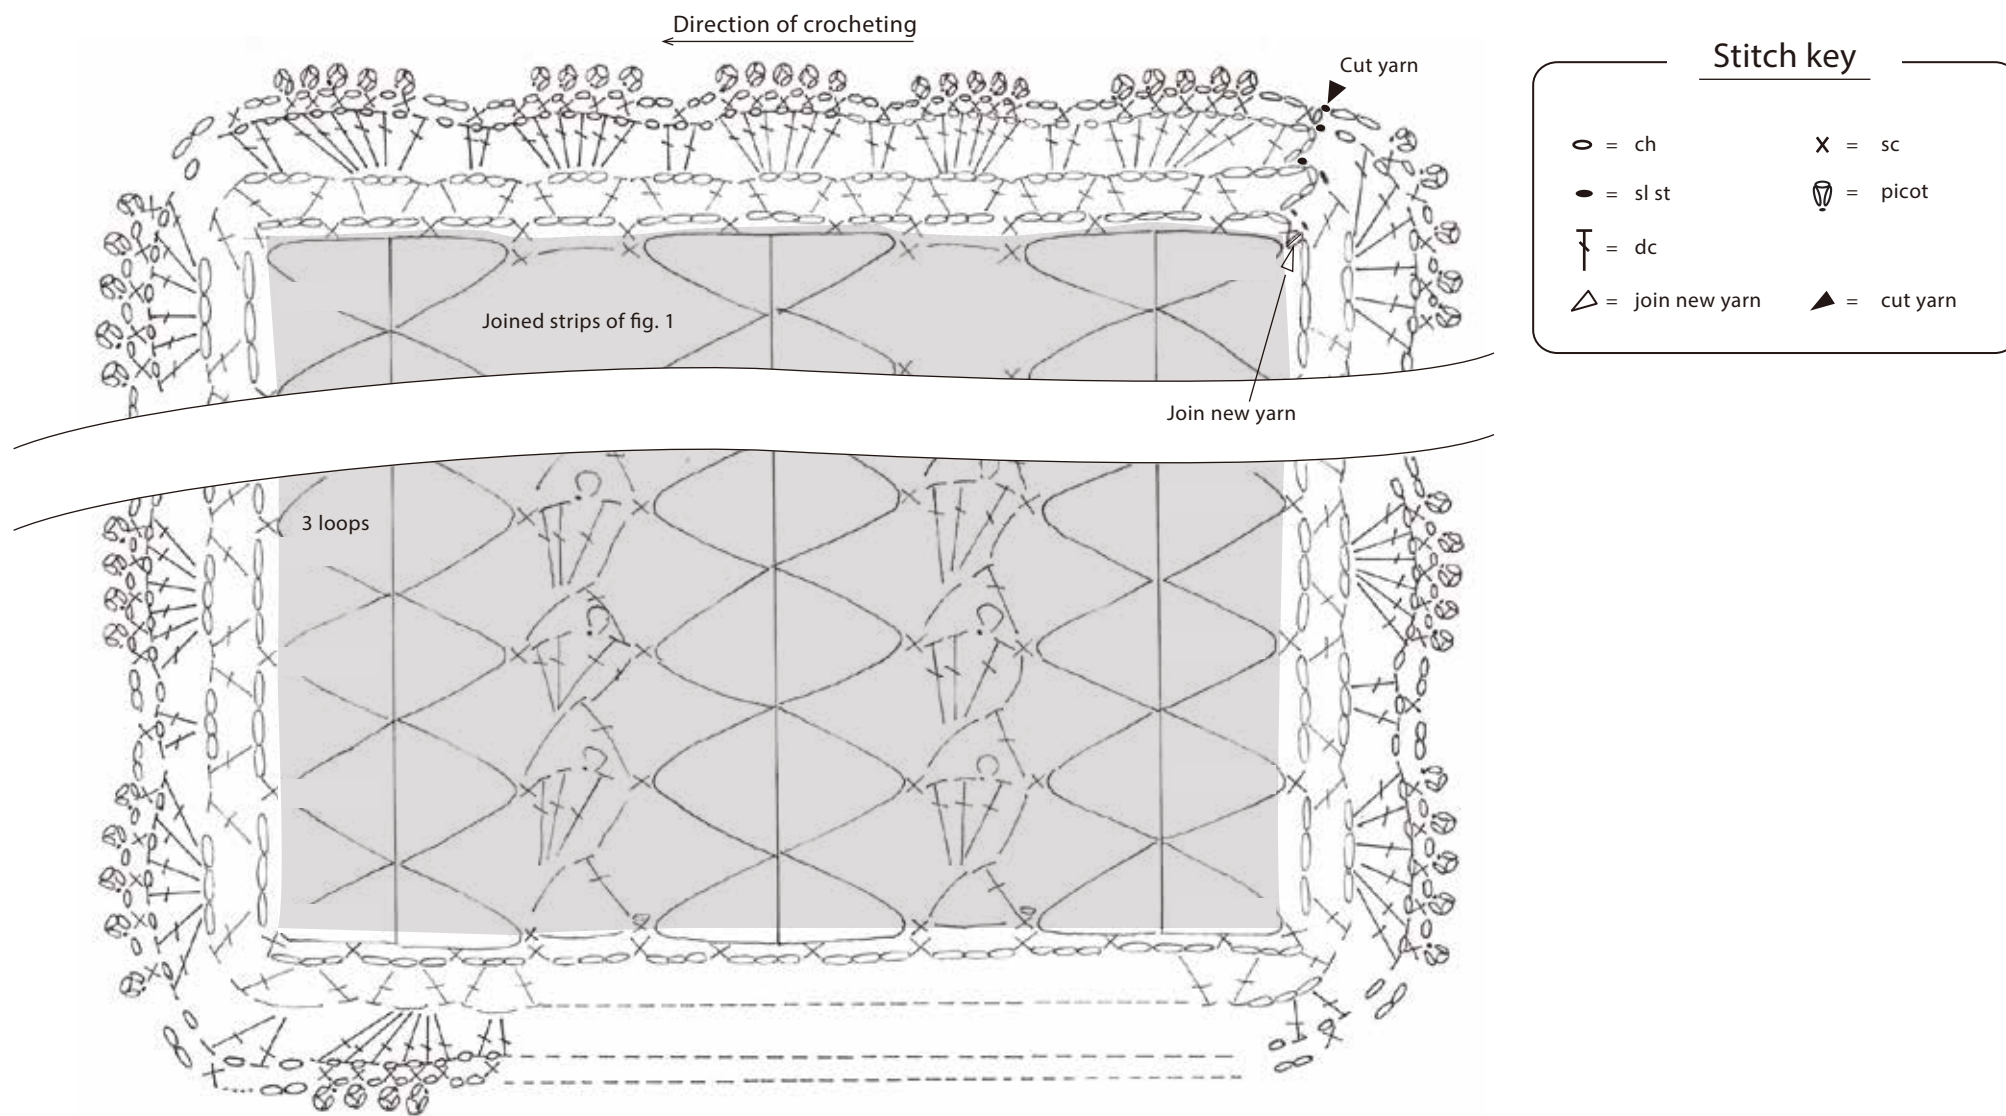 Direction of crocheting
Cut yarn
Joined strips of fig. 1
Join new yarn
3 loops
Stitch key
= ch
= sl st
= dc
= join new yarn
= sc
= picot
= cut yarn